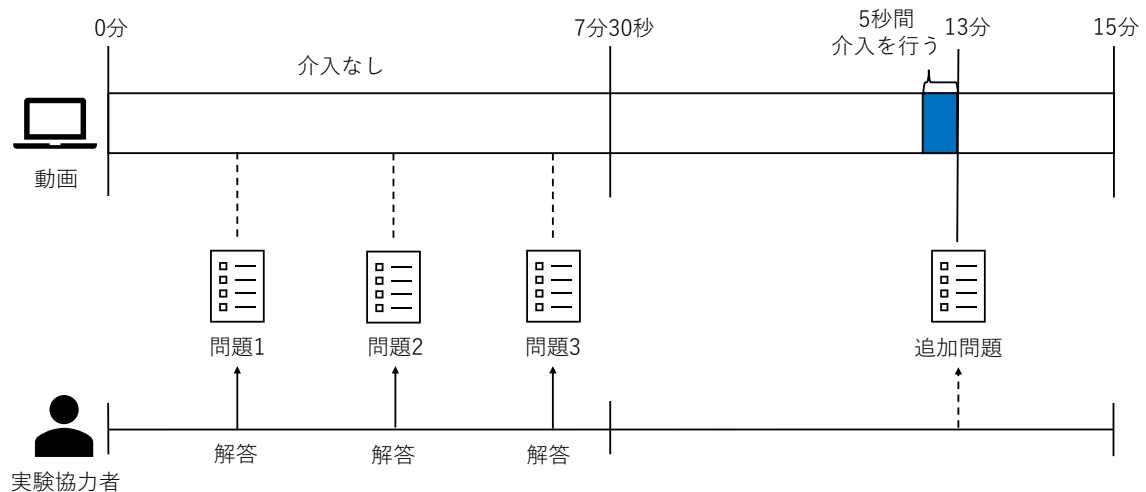 0分
7分30秒
5秒間
介入を行う
13分
15分
介入なし
動画
問題1
問題2
問題3
追加問題
解答
解答
解答
実験協力者